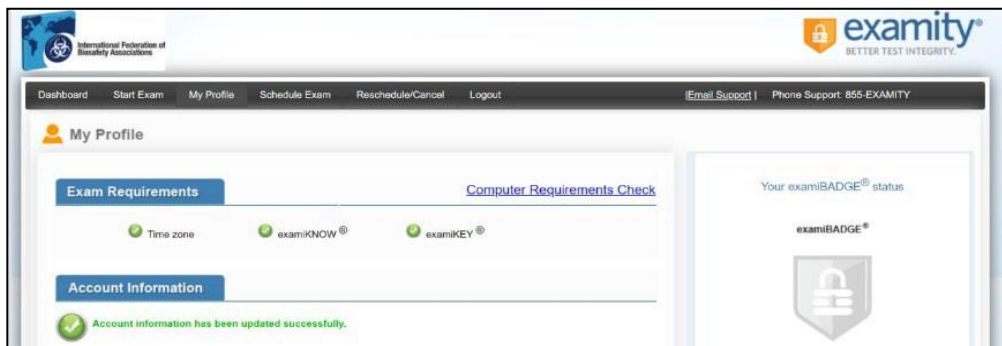 International Federation of
Biosafety Associations
examity®
BETTER TEST INTEGRITY.
Dashboard Start Exam My Profile Schedule Exam Reschedule/Cancel Logout |Email Support| Phone Support: 855-EXAMITY
My Profile
Exam Requirements Computer Requirements Check
Time zone examiKNOW® examiKEY®
Account Information
Account information has been updated successfully.
Your examiBADGE® status
examiBADGE®